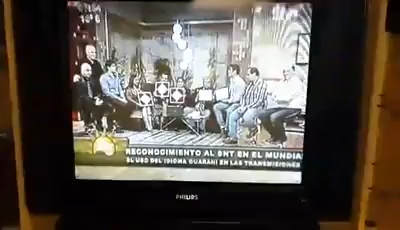 RECONOCIMIENTO AL SNT EN EL MUNDIA
EL USO DEL IDIOMA GUARANI EN LAS TRANSMISIONES
PHILIPS